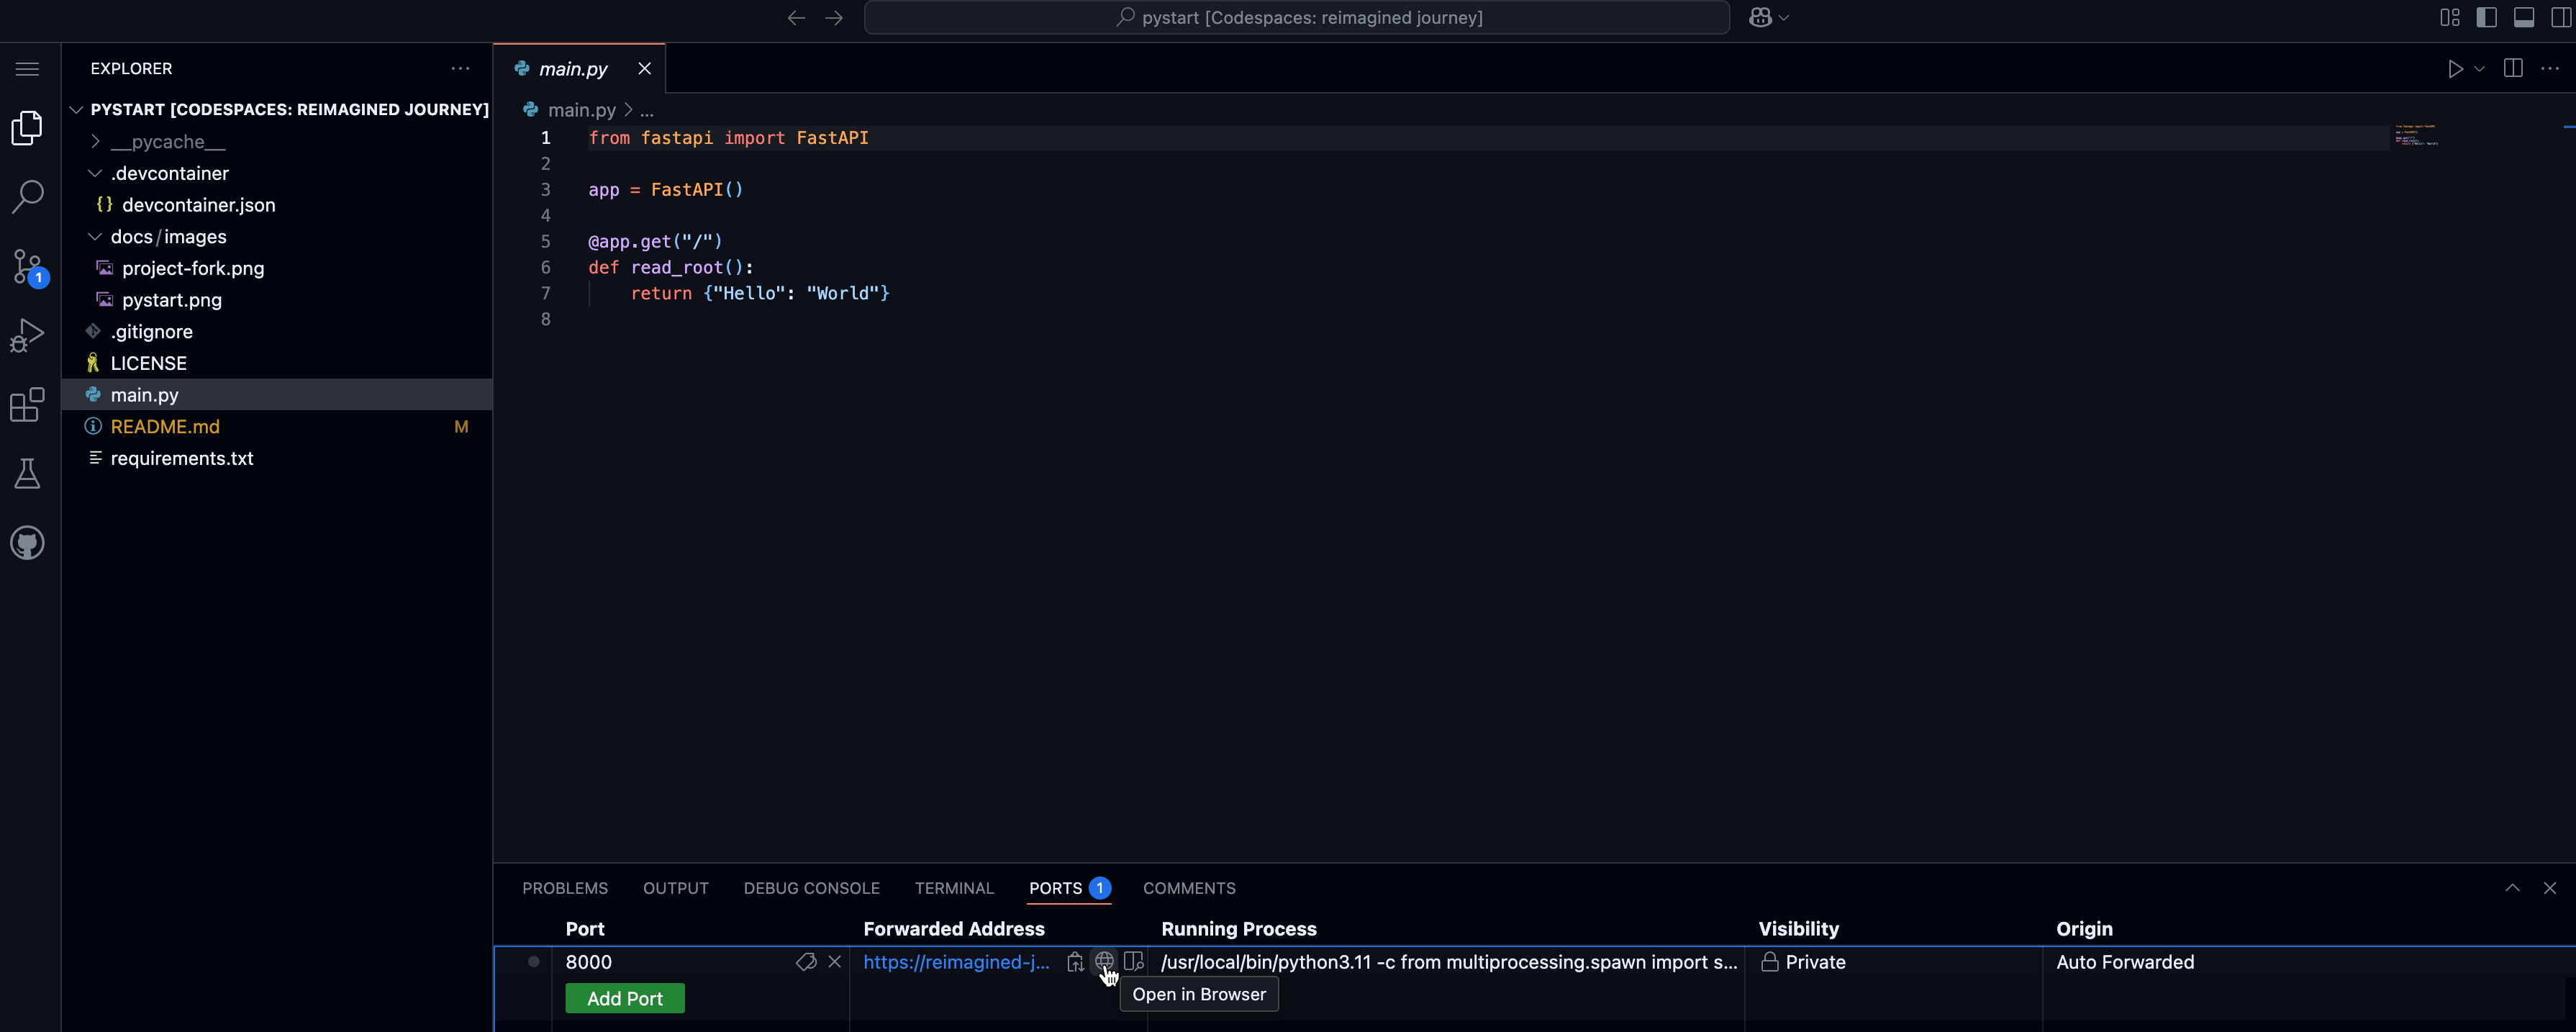 pystart [Codespaces: reimagined journey]
EXPLORER
PYSTART [CODESPACES: REIMAGINED JOURNEY]
__pycache__
.devcontainer
{} devcontainer.json
docs/images
project-fork.png
pystart.png
.gitignore
LICENSE
main.py
README.md M
requirements.txt
1
main.py
main.py > ...
1 from fastapi import FastAPI
2
3 app = FastAPI()
4
5 @app.get("/")
6 def read_root():
7 return {"Hello": "World"}
8
PROBLEMS OUTPUT DEBUG CONSOLE TERMINAL PORTS 1 COMMENTS
Port Forwarded Address Running Process Visibility Origin
8000 https://reimagined-j... /usr/local/bin/python3.11 -c from multiprocessing.spawn import s... Private Auto Forwarded
Add Port
Open in Browser